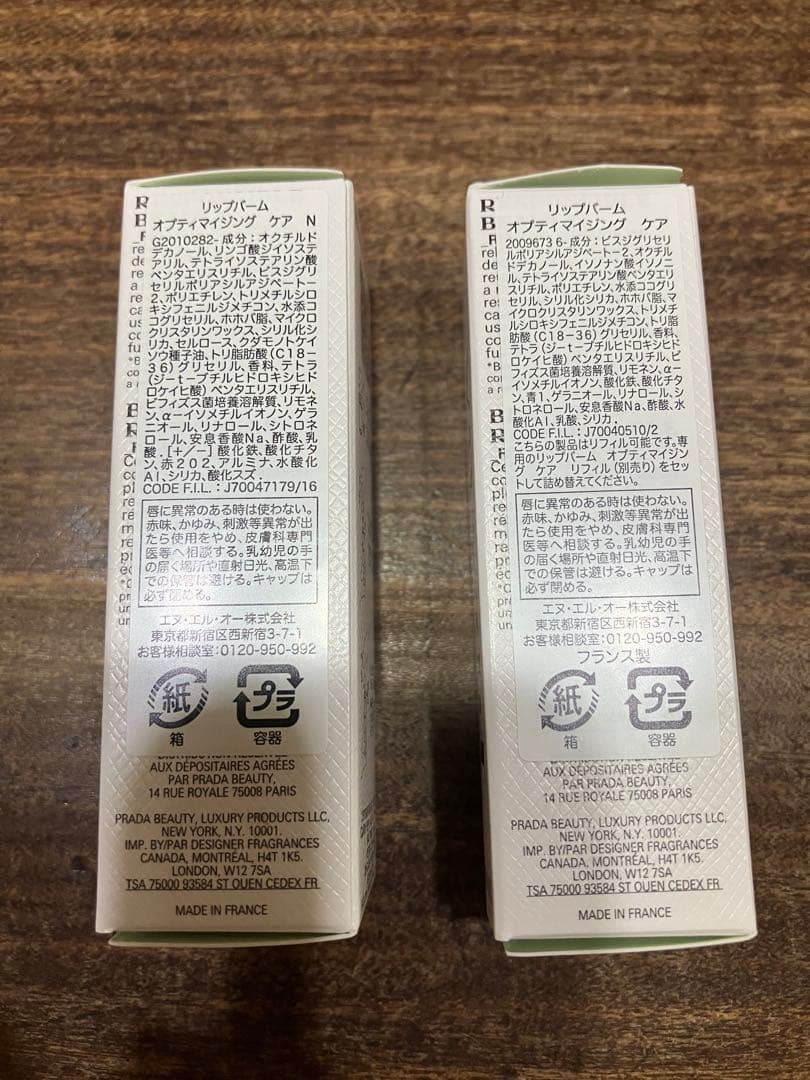 リップバーム
オプティマイジング ケア N
G2010282-成分:オクチルド
デカノール、リンゴ酸ジイソステ
アリル、テトライソステアリン酸
ペンタエリスリチル、ビスジグリ
セリルポリアシルアジペート-
2、ポリエチレン、トリメチルシロ
キシフェニルジメチコン、水添コ
コグリセリル、ホホバ脂、マイクロ
クリスタリンワックス、シリル化シ
リカ、セルロース、クダモノトケイ
ソウ種子油、トリ脂肪酸(C18-
36)グリセリル、香料、テトラ
(ジーt-ブチルヒドロキシヒド
ロケイヒ酸)ペンタエリスリチル、
ビフィズス菌培養溶解質、リモネ
ン、α-イソメチルイオノン、ゲラ
ニオール、リナロール、シトロネ
ロール、安息香酸Na、酢酸、乳
酸.[+/-]酸化鉄、酸化チタ
ン、赤202、アルミナ、水酸化
Al、シリカ、酸化スズ.
CODE F.I.L.:J70047179/16
唇に異常のある時は使わない。
赤味、かゆみ、刺激等異常が出
たら使用をやめ、皮膚科専門
医等へ相談する。乳幼児の手
の届く場所や直射日光、高温下
での保管は避ける。キャップは
必ず閉める。
エヌ・エル・オー株式会社
東京都新宿区西新宿3-7-1
お客様相談室:0120-950-992
紙
箱
プラ
容器
AUX DÉPOSITAIRES AGRÉES
PAR PRADA BEAUTY,
14 RUE ROYALE 75008 PARIS
PRADA BEAUTY, LUXURY PRODUCTS LLC,
NEW YORK, N.Y. 10001.
IMP. BY/PAR DESIGNER FRAGRANCES
CANADA, MONTRÉAL, H4T 1K5.
LONDON, W12 7SA
TSA 75000 93584 ST OUEN CEDEX FR
MADE IN FRANCE
リップバーム
オプティマイジング ケア
2009673 6-成分:ビスジグリセリ
ルポリアシルアジペート-2、オクチル
ドデカノール、イソノナン酸イソノニ
ル、テトライソステアリン酸ペンタエリ
スリチル、ポリエチレン、水添ココグリ
セリル、シリル化シリカ、ホホバ脂、マ
イクロクリスタリンワックス、トリメチ
ルシロキシフェニルジメチコン、トリ脂
肪酸(C18-36)グリセリル、香料、
テトラ(ジーt-ブチルヒドロキシヒド
ロケイヒ酸)ペンタエリスリチル、ビ
フィズス菌培養溶解質、リモネン、α-イ
ソメチルイオノン、酸化鉄、酸化チタ
ン、青1、ゲラニオール、リナロール、シ
トロネロール、安息香酸Na、酢酸、水
酸化Al、乳酸、シリカ.
CODE F.I.L.:J70040510/2
こちらの製品はリフィル可能です。専
用のリップバーム オプティマイジン
グ ケア リフィル(別売り)をセッ
トして詰め替えてください。
唇に異常のある時は使わない。
赤味、かゆみ、刺激等異常が出
たら使用をやめ、皮膚科専門
医等へ相談する。乳幼児の手
の届く場所や直射日光、高温下
での保管は避ける。キャップは
必ず閉める。
エヌ・エル・オー株式会社
東京都新宿区西新宿3-7-1
お客様相談室:0120-950-992
フランス製
紙
箱
プラ
容器
AUX DÉPOSITAIRES AGRÉES
PAR PRADA BEAUTY,
14 RUE ROYALE 75008 PARIS
PRADA BEAUTY, LUXURY PRODUCTS LLC,
NEW YORK, N.Y. 10001.
IMP. BY/PAR DESIGNER FRAGRANCES
CANADA, MONTRÉAL, H4T 1K5.
LONDON, W12 7SA
TSA 75000 93584 ST OUEN CEDEX FR
MADE IN FRANCE